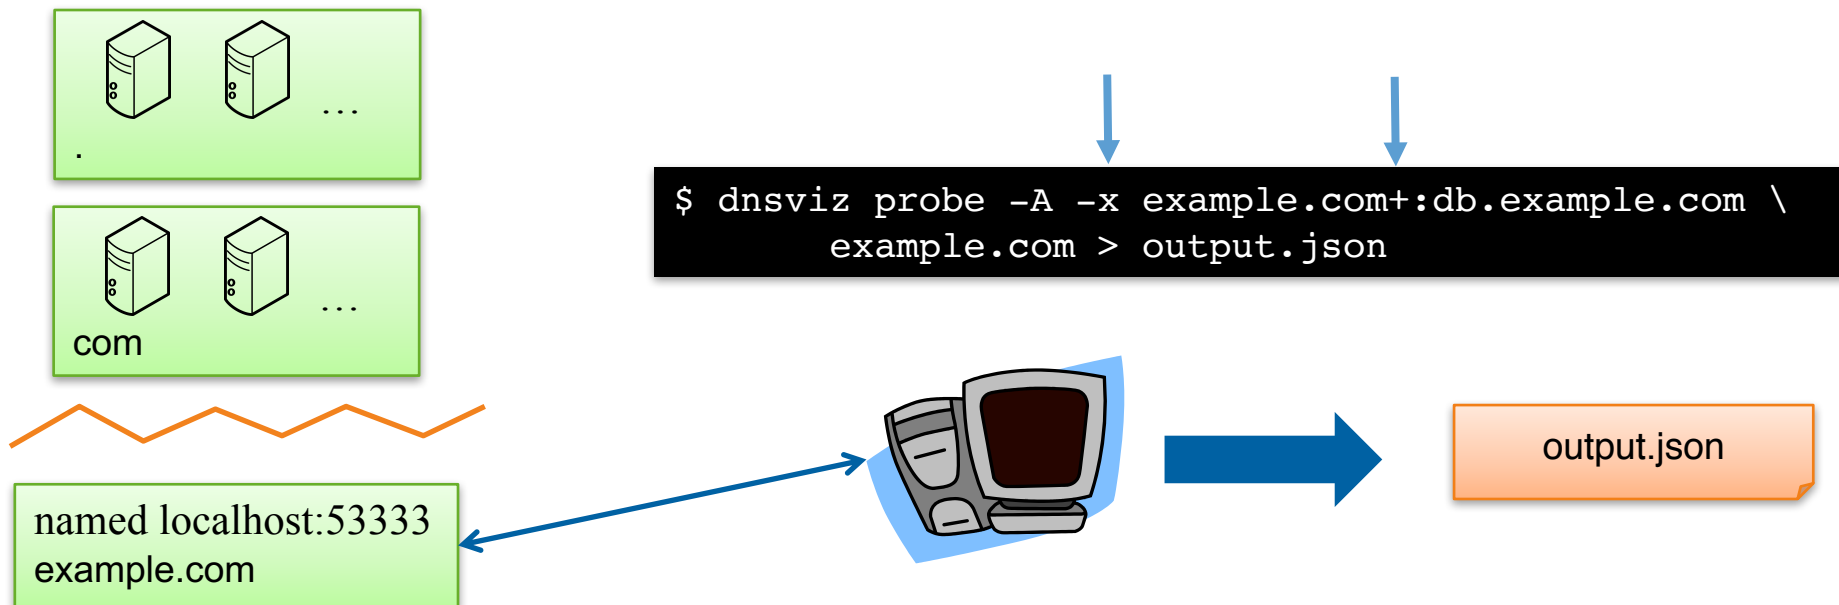 ...
.
$ dnsviz probe -A -x example.com+:db.example.com \
example.com > output.json
...
com
output.json
named localhost:53333
example.com